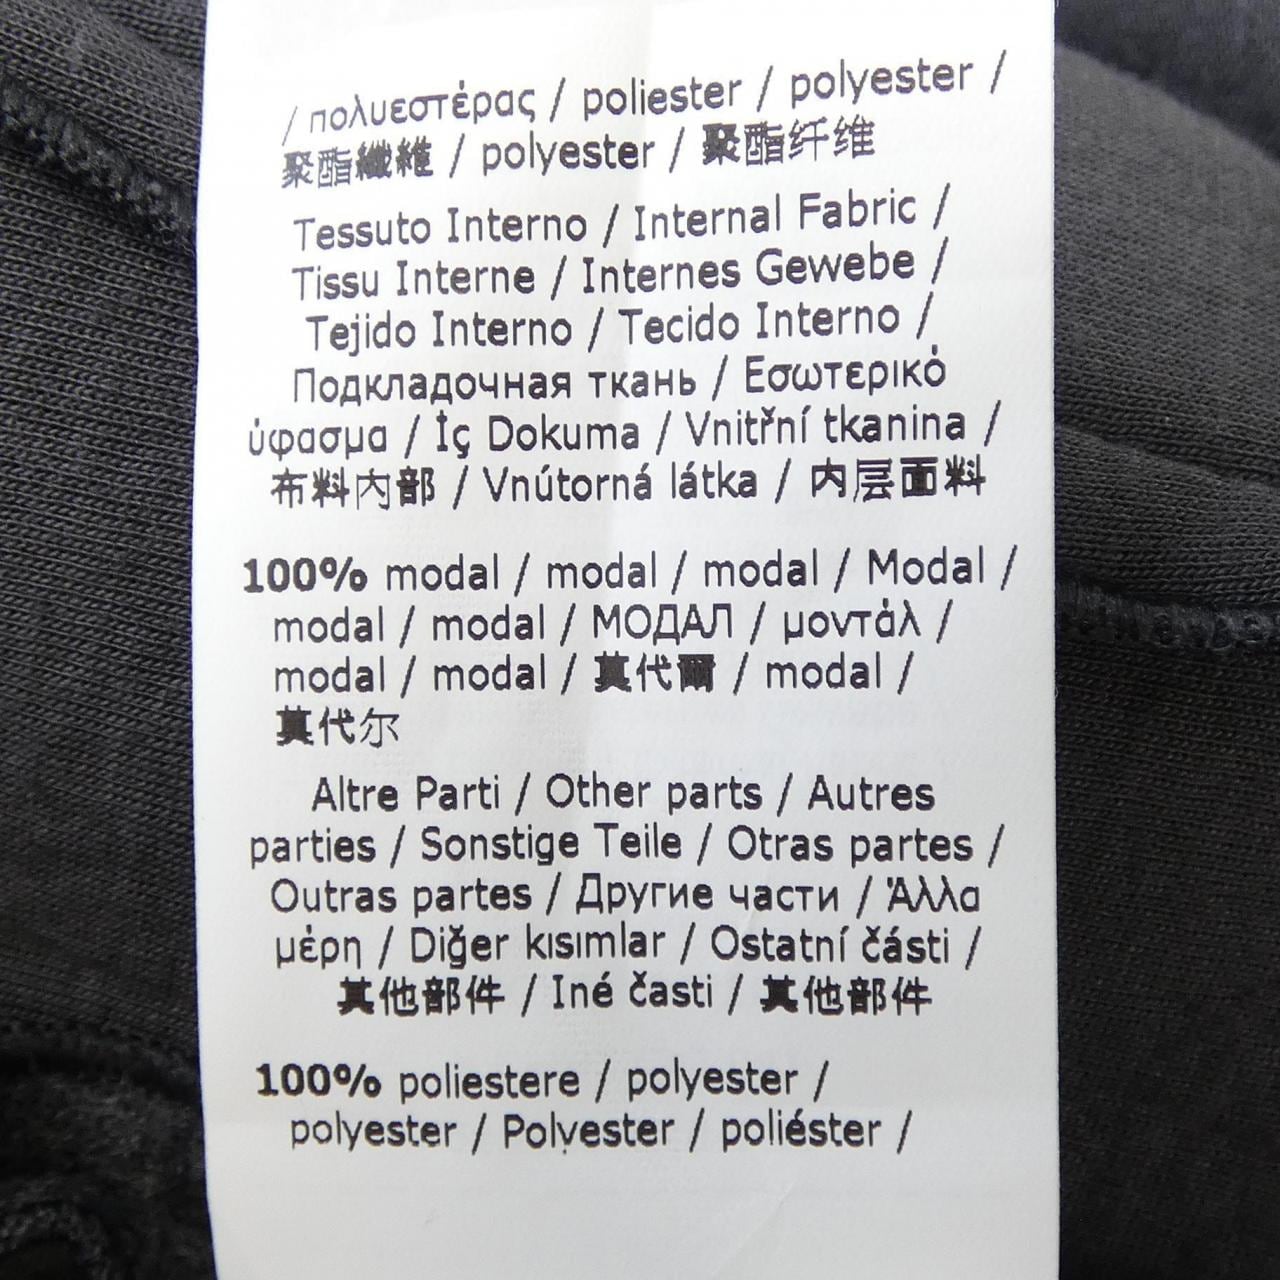 / πολυεστέρας / poliester / polyester /
聚酯纖維 / polyester / 聚酯纤维
Tessuto Interno / Internal Fabric /
Tissu Interne / Internes Gewebe /
Tejido Interno / Tecido Interno /
Подкладочная ткань / Εσωτερικό
ύφασμα / İç Dokuma / Vnitřní tkanina /
布料內部 / Vnútorná látka / 内层面料
100% modal / modal / modal / Modal /
modal / modal / МОДАЛ / μοντάλ /
modal / modal / 莫代爾 / modal /
莫代尔
Altre Parti / Other parts / Autres
parties / Sonstige Teile / Otras partes /
Outras partes / Другие части / Άλλα
μέρη / Diğer kısımlar / Ostatní části /
其他部件 / Iné časti / 其他部件
100% poliestere / polyester /
polyester / Polyester / poliéster /